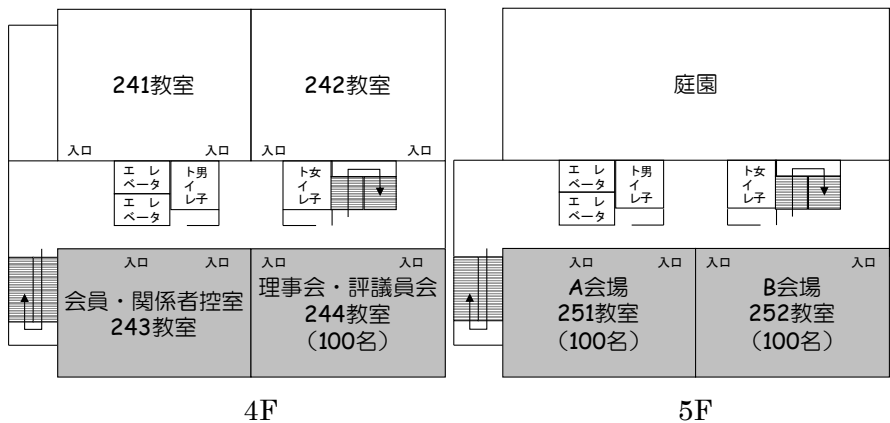 241教室
242教室
入口
入口
入口
入口
エレベータ
エレベータ
男子トイレ
女子トイレ
入口
入口
入口
入口
会員・関係者控室
243教室
理事会・評議員会
244教室
（100名）
4F
庭園
エレベータ
エレベータ
男子トイレ
女子トイレ
入口
入口
入口
入口
A会場
251教室
（100名）
B会場
252教室
（100名）
5F